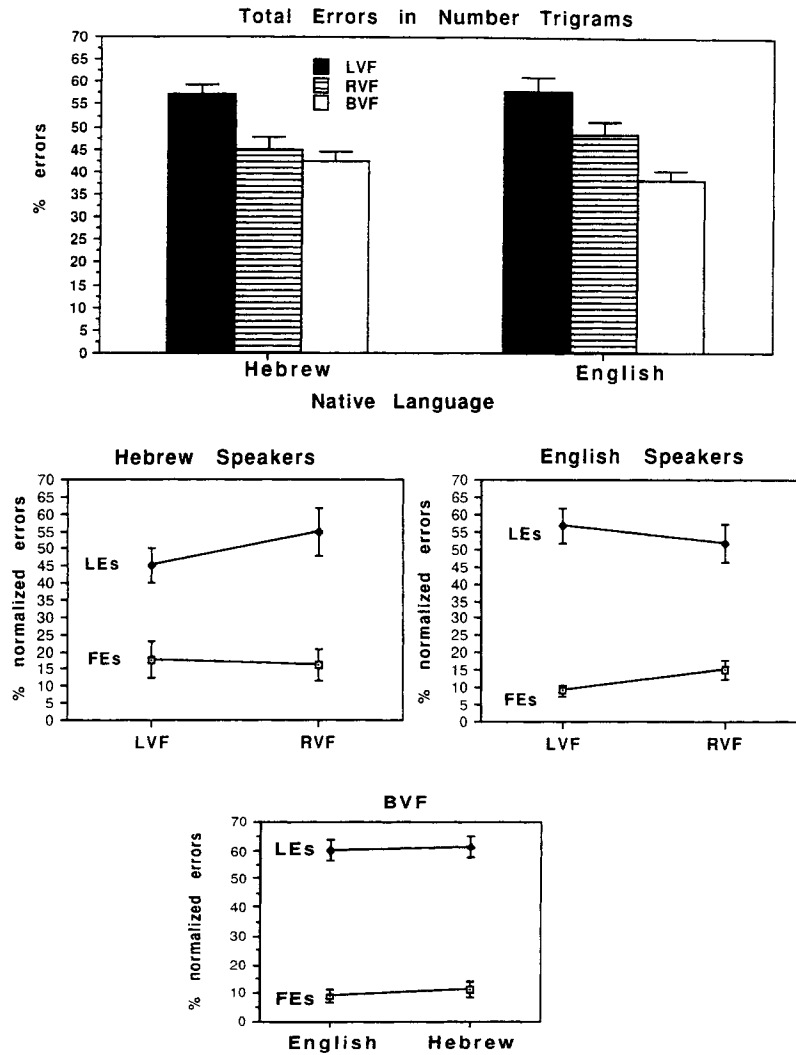 Total Errors in Number Trigrams
% errors
70
65
60
55
50
45
40
35
30
25
20
15
10
5
0
LVF
RVF
BVF
Hebrew English
Native Language
Hebrew Speakers
% normalized errors
70
65
60
55
50
45
40
35
30
25
20
15
10
5
0
LEs
FEs
LVF RVF
English Speakers
% normalized errors
70
65
60
55
50
45
40
35
30
25
20
15
10
5
0
LEs
FEs
LVF RVF
BVF
% normalized errors
70
60
50
40
30
20
10
0
LEs
FEs
English Hebrew